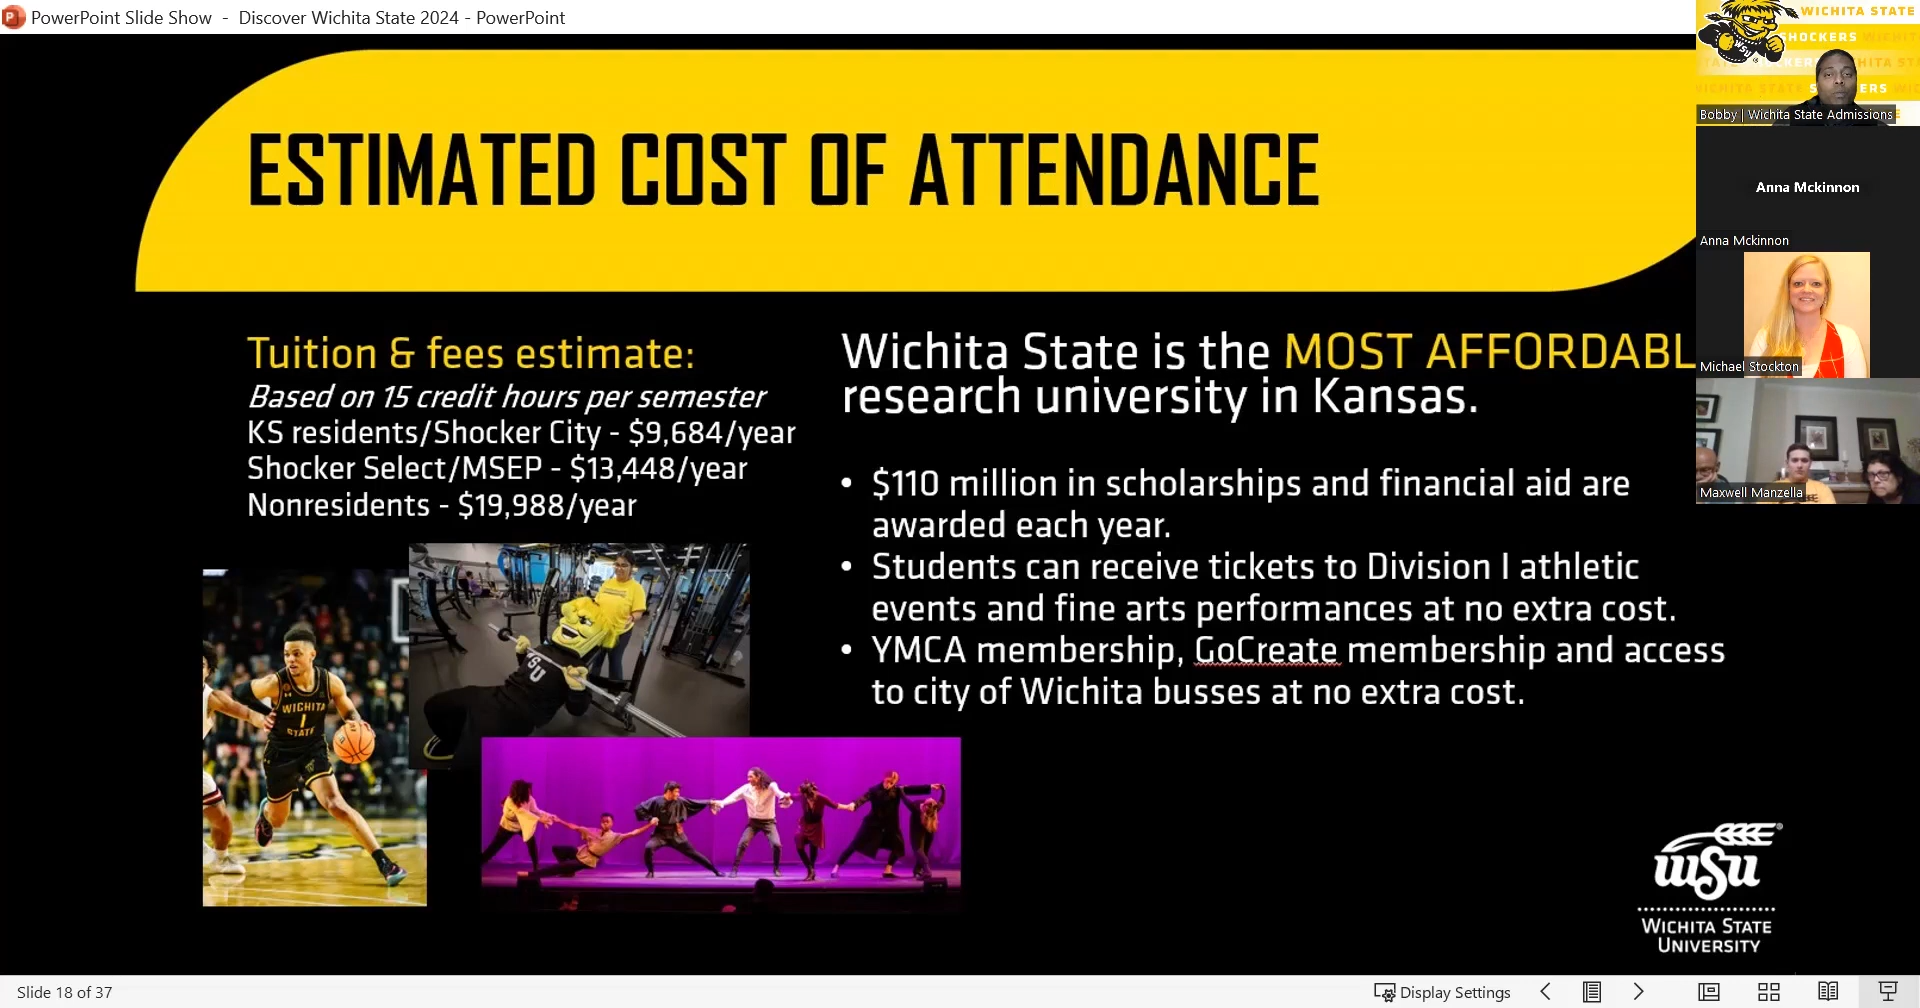 PowerPoint Slide Show - Discover Wichita State 2024 - PowerPoint
ESTIMATED COST OF ATTENDANCE
Tuition & fees estimate:
Based on 15 credit hours per semester
KS residents/Shocker City - $9,684/year
Shocker Select/MSEP - $13,448/year
Nonresidents - $19,988/year
Wichita State is the MOST AFFORDABL
research university in Kansas.
• $110 million in scholarships and financial aid are
awarded each year.
• Students can receive tickets to Division I athletic
events and fine arts performances at no extra cost.
• YMCA membership, GoCreate membership and access
to city of Wichita busses at no extra cost.
WICHITA
1
STATE
WSU
wsu
WICHITA STATE
UNIVERSITY
WICHITA STATE
SHOCKERS
WSU
Bobby | Wichita State Admissions
Anna Mckinnon
Anna Mckinnon
Michael Stockton
Maxwell Manzella
Slide 18 of 37
Display Settings